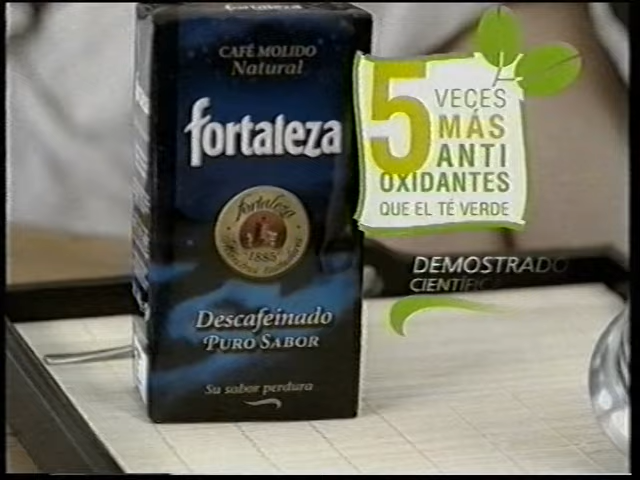 fortaleza
CAFÉ MOLIDO
Natural
fortaleza
fortaleza
1885
Descafeinado
PURO SABOR
Su sabor perdura
5 VECES
MÁS
ANTI
OXIDANTES
QUE EL TÉ VERDE
DEMOSTRADO